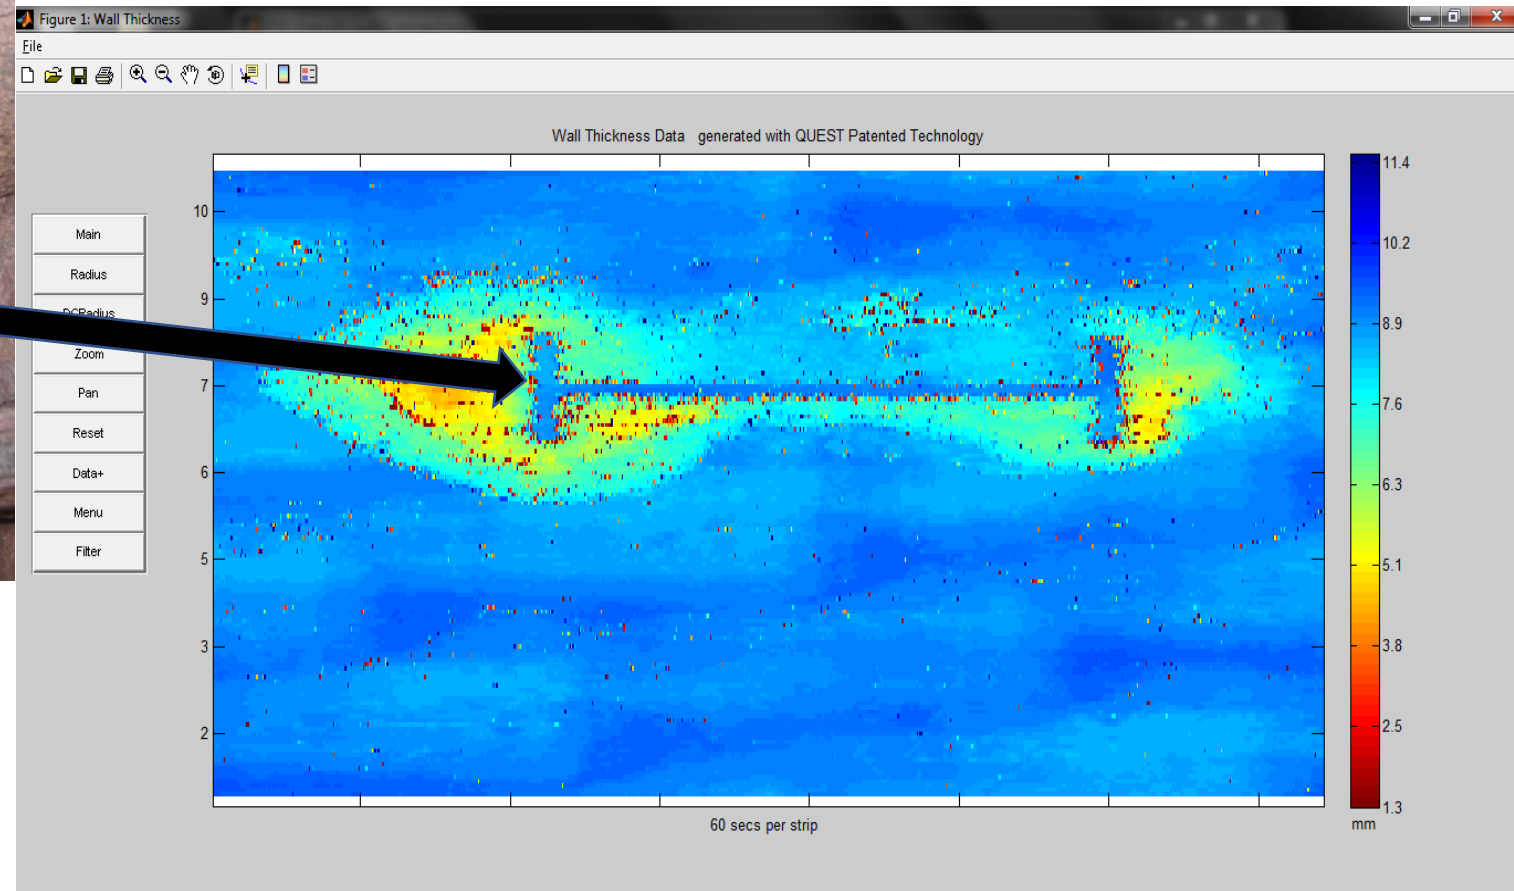 Figure 1: Wall Thickness
File
Wall Thickness Data generated with QUEST Patented Technology
Main
Radius
DCRadius
Zoom
Pan
Reset
Data+
Menu
Filter
10
9
7
6
5
3
2
60 secs per strip
11.4
10.2
8.9
7.6
6.3
5.1
3.8
2.5
1.3
mm